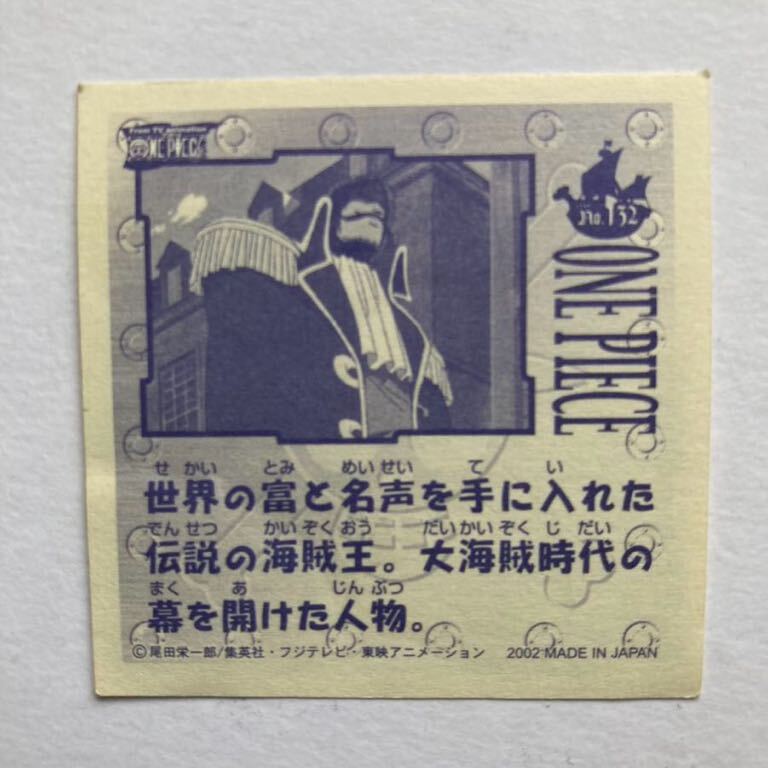 From TV animation
ONE PIECE
No.132
ONE PIECE
せ かい とみ めい せい て い
世界の富と名声を手に入れた
でん せつ かい ぞく おう だい かい ぞく じ だい
伝説の海賊王。大海賊時代の
まく あ じん ぶつ
幕を開けた人物。
©尾田栄一郎/集英社・フジテレビ・東映アニメーション 2002 MADE IN JAPAN